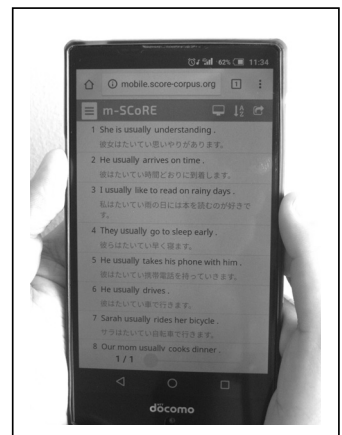 62% 11:34
mobile.score-corpus.org 1
m-SCoRE
1 She is usually understanding .
彼女はたいてい思いやりがあります。
2 He usually arrives on time .
彼はたいてい時間どおりに到着します。
3 I usually like to read on rainy days .
私はたいてい雨の日には本を読むのが好きで
す。
4 They usually go to sleep early .
彼らはたいてい早く寝ます。
5 He usually takes his phone with him .
彼はたいてい携帯電話を持っていきます。
6 He usually drives .
彼はたいてい車で行きます。
7 Sarah usually rides her bicycle .
サラはたいてい自転車で行きます。
8 Our mom usually cooks dinner .
1 / 1
döcomo